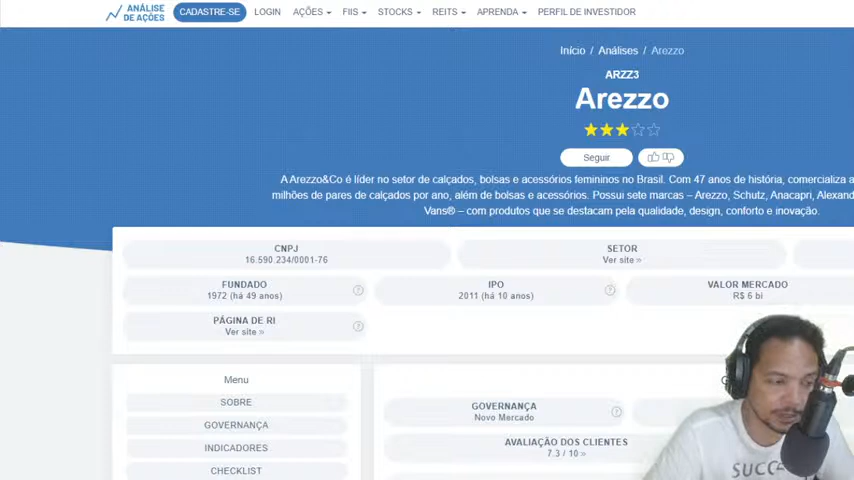 ANÁLISE
DE AÇÕES
CADASTRE-SE LOGIN AÇÕES FIIS STOCKS REITS APRENDA PERFIL DE INVESTIDOR
Início / Análises / Arezzo
ARZZ3
Arezzo
Seguir
A Arezzo&Co é líder no setor de calçados, bolsas e acessórios femininos no Brasil. Com 47 anos de história, comercializa a
milhões de pares de calçados por ano, além de bolsas e acessórios. Possui sete marcas – Arezzo, Schutz, Anacapri, Alexand
Vans® – com produtos que se destacam pela qualidade, design, conforto e inovação.
CNPJ
16.590.234/0001-76
SETOR
Ver site »
FUNDADO
1972 (há 49 anos)
IPO
2011 (há 10 anos)
VALOR MERCADO
R$ 6 bi
PÁGINA DE RI
Ver site »
Menu
SOBRE
GOVERNANÇA
INDICADORES
CHECKLIST
GOVERNANÇA
Novo Mercado
AVALIAÇÃO DOS CLIENTES
7.3 / 10 »